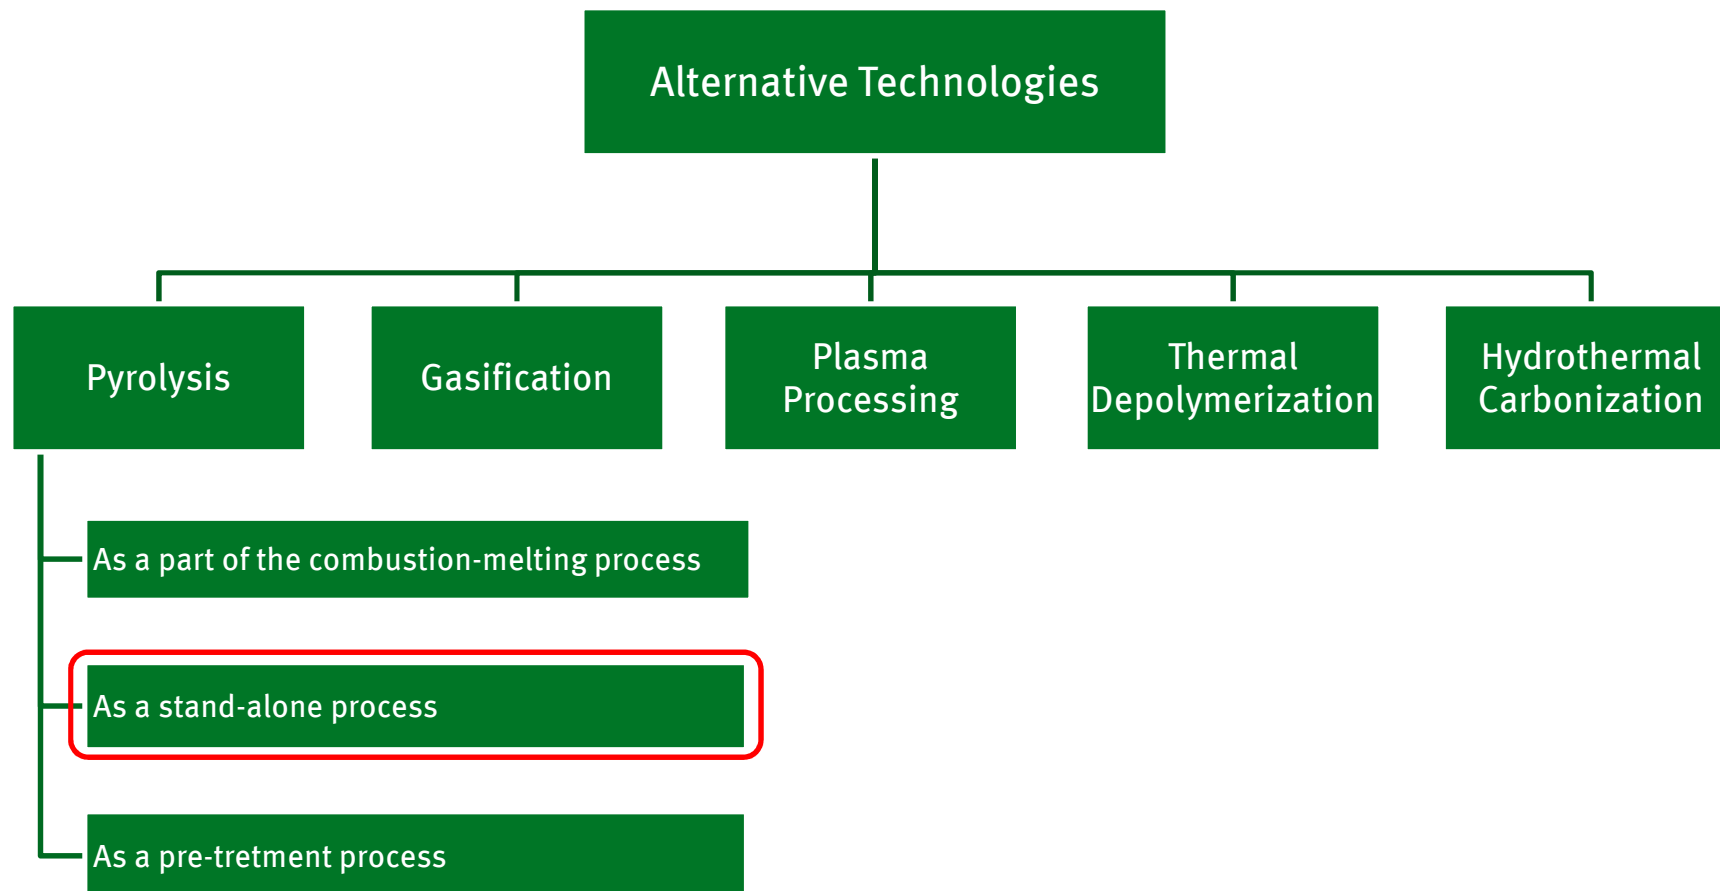 Alternative Technologies
Pyrolysis
Gasification
Plasma
Processing
Thermal
Depolymerization
Hydrothermal
Carbonization
As a part of the combustion-melting process
As a stand-alone process
As a pre-tretment process